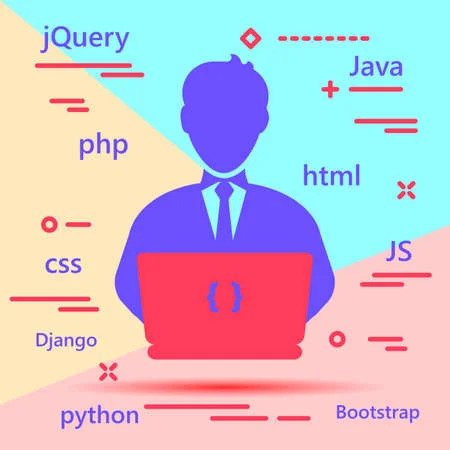 jQuery
Java
php
html
JS
css
{ }
Django
python
Bootstrap